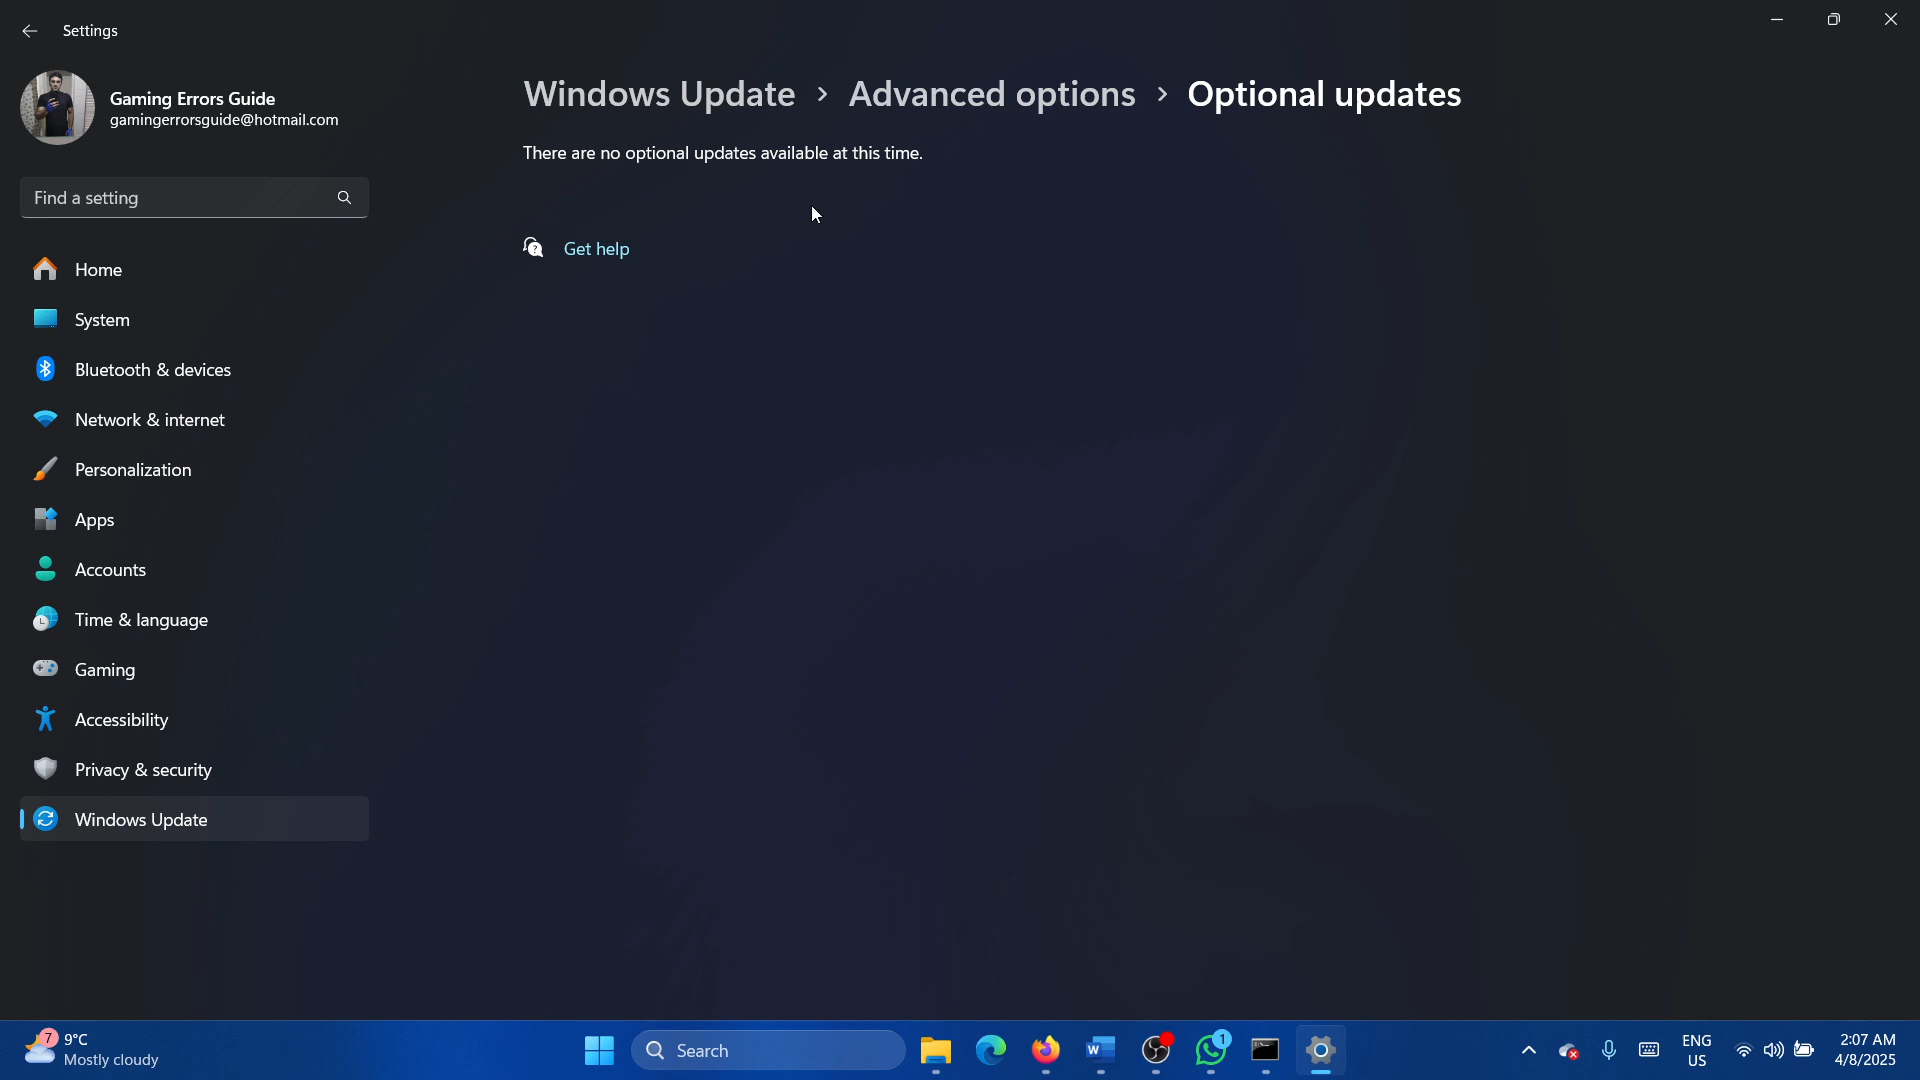 Settings
Gaming Errors Guide
gamingerrorsguide@hotmail.com
Find a setting
Home
System
Bluetooth & devices
Network & internet
Personalization
Apps
Accounts
Time & language
Gaming
Accessibility
Privacy & security
Windows Update
Windows Update > Advanced options > Optional updates
There are no optional updates available at this time.
Get help
7
9°C
Mostly cloudy
Search
W
1
ENG
US
2:07 AM
4/8/2025